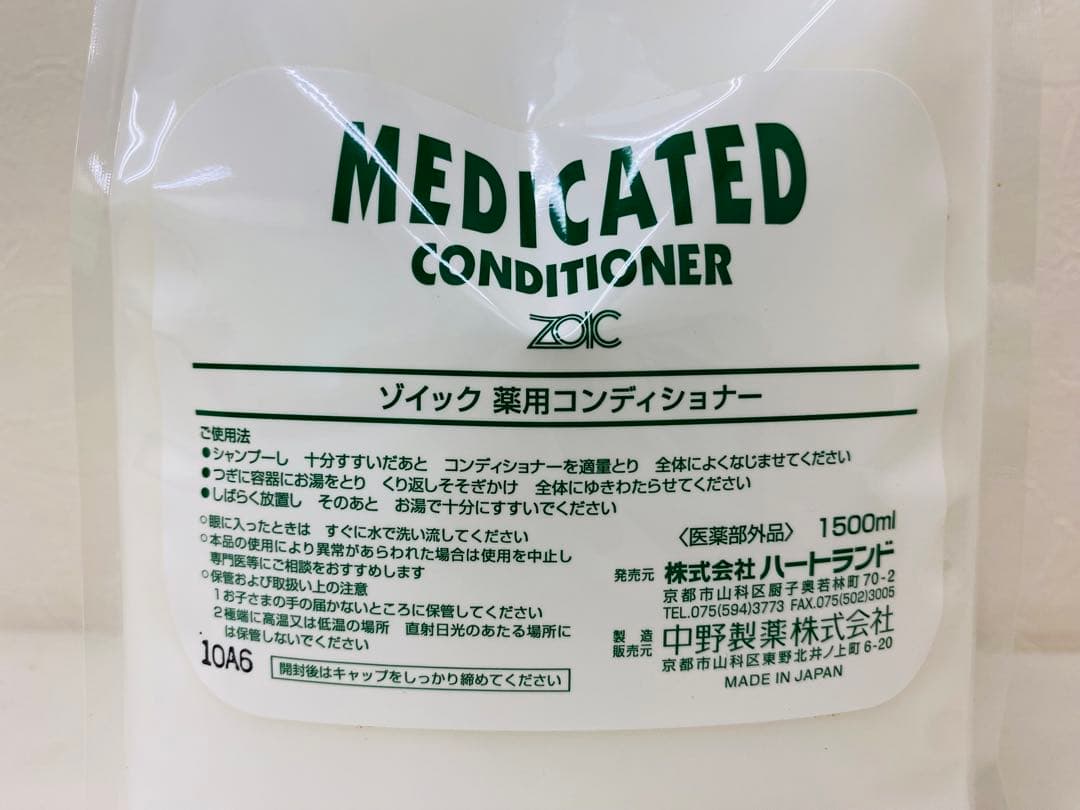 MEDICATED
CONDITIONER
ZOIC
ゾイック 薬用コンディショナー
ご使用法
●シャンプーし 十分すすいだあと コンディショナーを適量とり 全体によくなじませてください
●つぎに容器にお湯をとり くり返しそそぎかけ 全体にゆきわたらせてください
●しばらく放置し そのあと お湯で十分にすすいでください
○眼に入ったときは すぐに水で洗い流してください
○本品の使用により異常があらわれた場合は使用を中止し
専門医等にご相談をおすすめします
○保管および取扱い上の注意
1お子さまの手の届かないところに保管してください
2極端に高温又は低温の場所 直射日光のあたる場所に
は保管しないでください
10A6
開封後はキャップをしっかり締めてください
〈医薬部外品〉 1500ml
発売元 株式会社ハートランド
京都市山科区厨子奥若林町70-2
TEL.075(594)3773 FAX.075(502)3005
製造
販売元 中野製薬株式会社
京都市山科区東野北井ノ上町6-20
MADE IN JAPAN